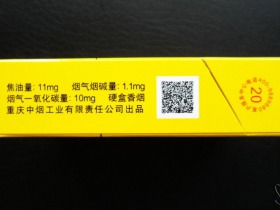 焦油量: 11mg 烟气烟碱量: 1.1mg
烟气一氧化碳量: 10mg 硬盒香烟
重庆中烟工业有限责任公司出品
20